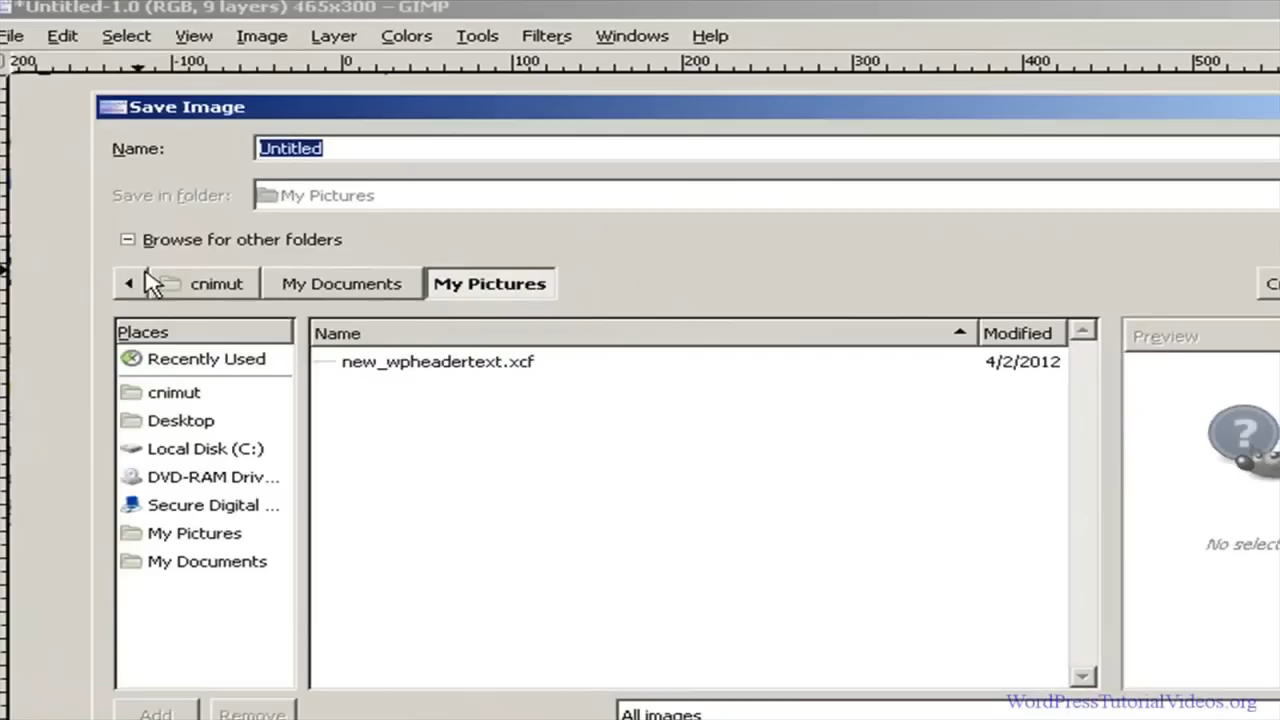 *Untitled-1.0 (RGB, 9 layers) 465x300 – GIMP
File Edit Select View Image Layer Colors Tools Filters Windows Help
200 -100 0 100 200 300 400 500
Save Image
Name: Untitled
Save in folder: My Pictures
Browse for other folders
cnimut My Documents My Pictures
Places
Recently Used
cnimut
Desktop
Local Disk (C:)
DVD-RAM Driv...
Secure Digital ...
My Pictures
My Documents
Add Remove
Name Modified
new_wpheadertext.xcf 4/2/2012
Preview
?
No selec
All images
WordPressTutorialVideos.org